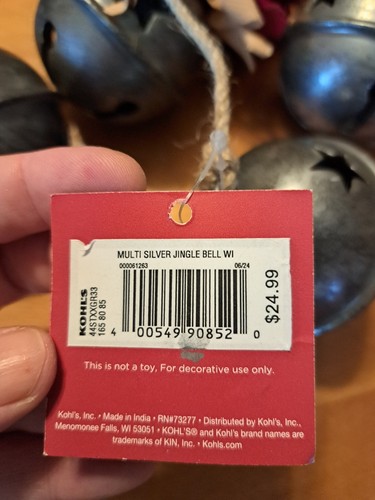 MULTI SILVER JINGLE BELL WI
000061263 06/24
KOHL'S
44STXXGR33
165 80 85
$24.99
4 00549 90852 0
This is not a toy, For decorative use only.
Kohl's, Inc. • Made in India • RN#73277 • Distributed by Kohl's, Inc.,
Menomonee Falls, WI 53051 • KOHL'S® and Kohl's brand names are
trademarks of KIN, Inc. • Kohls.com